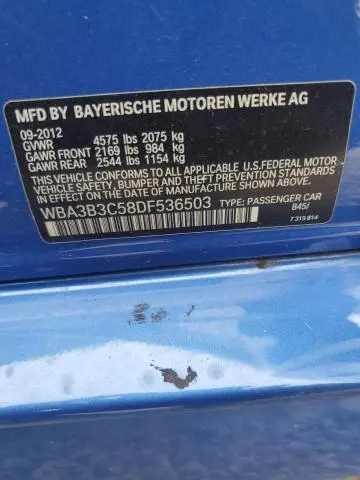 MFD BY BAYERISCHE MOTOREN WERKE AG
09-2012
GVWR 4575 lbs 2075 kg
GAWR FRONT 2169 lbs 984 kg
GAWR REAR 2544 lbs 1154 kg
THIS VEHICLE CONFORMS TO ALL APPLICABLE U.S.FEDERAL MOTOR
VEHICLE SAFETY, BUMPER, AND THEFT PREVENTION STANDARDS IN
EFFECT ON THE DATE OF MANUFACTURE SHOWN ABOVE.
WBA3B3C58DF536503 TYPE: PASSENGER CAR
B45/
7 315 814